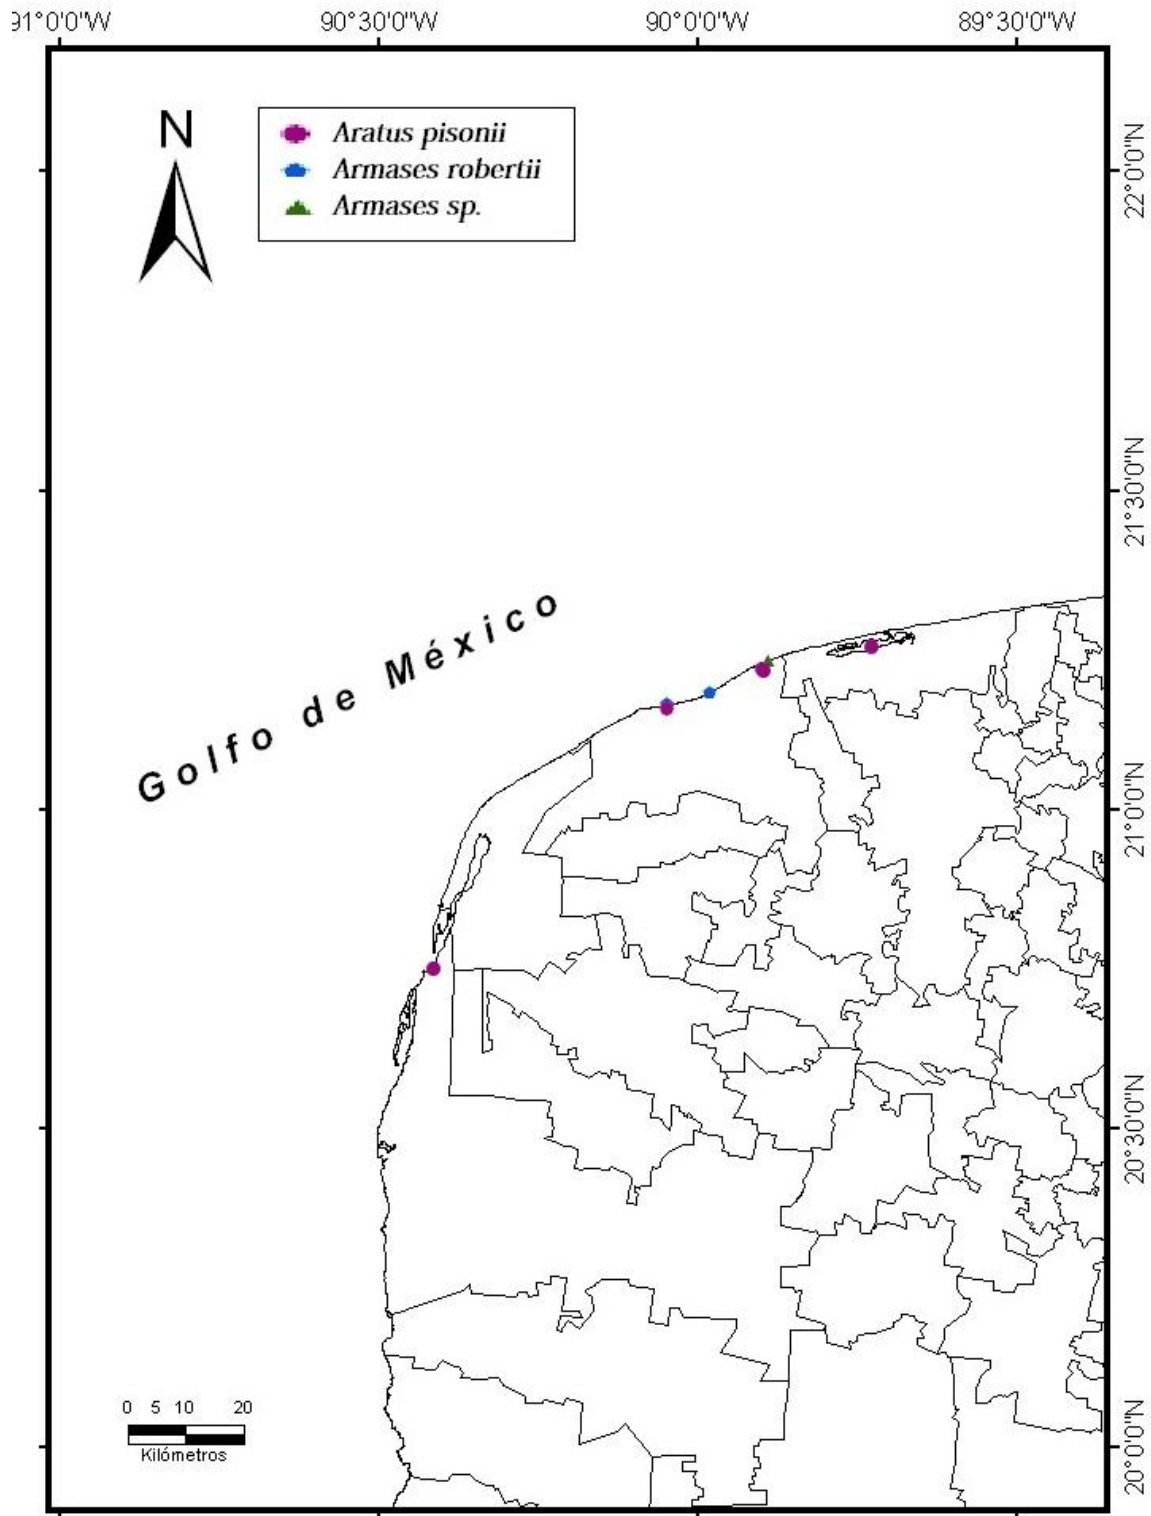 91°0'0"W 90°30'0"W 90°0'0"W 89°30'0"W
N
Aratus pisonii
Armases robertii
Armases sp.
22°0'0"N
21°30'0"N
Golfo de México
21°0'0"N
20°30'0"N
20°0'0"N
0 5 10 20
Kilómetros